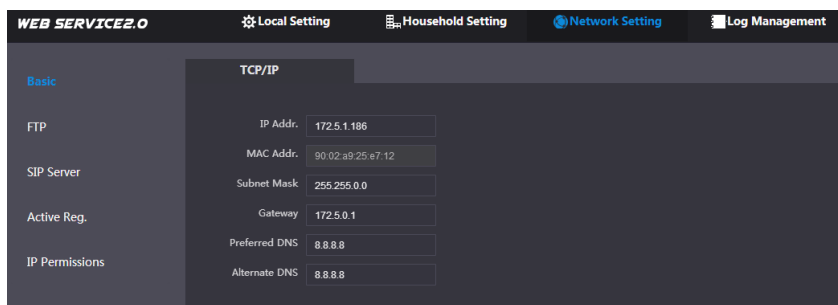 WEB SERVICE2.0 Local Setting Household Setting Network Setting Log Management
TCP/IP
Basic
FTP
SIP Server
Active Reg.
IP Permissions
IP Addr. 172.5.1.186
MAC Addr. 90:02:a9:25:e7:12
Subnet Mask 255.255.0.0
Gateway 172.5.0.1
Preferred DNS 8.8.8.8
Alternate DNS 8.8.8.8